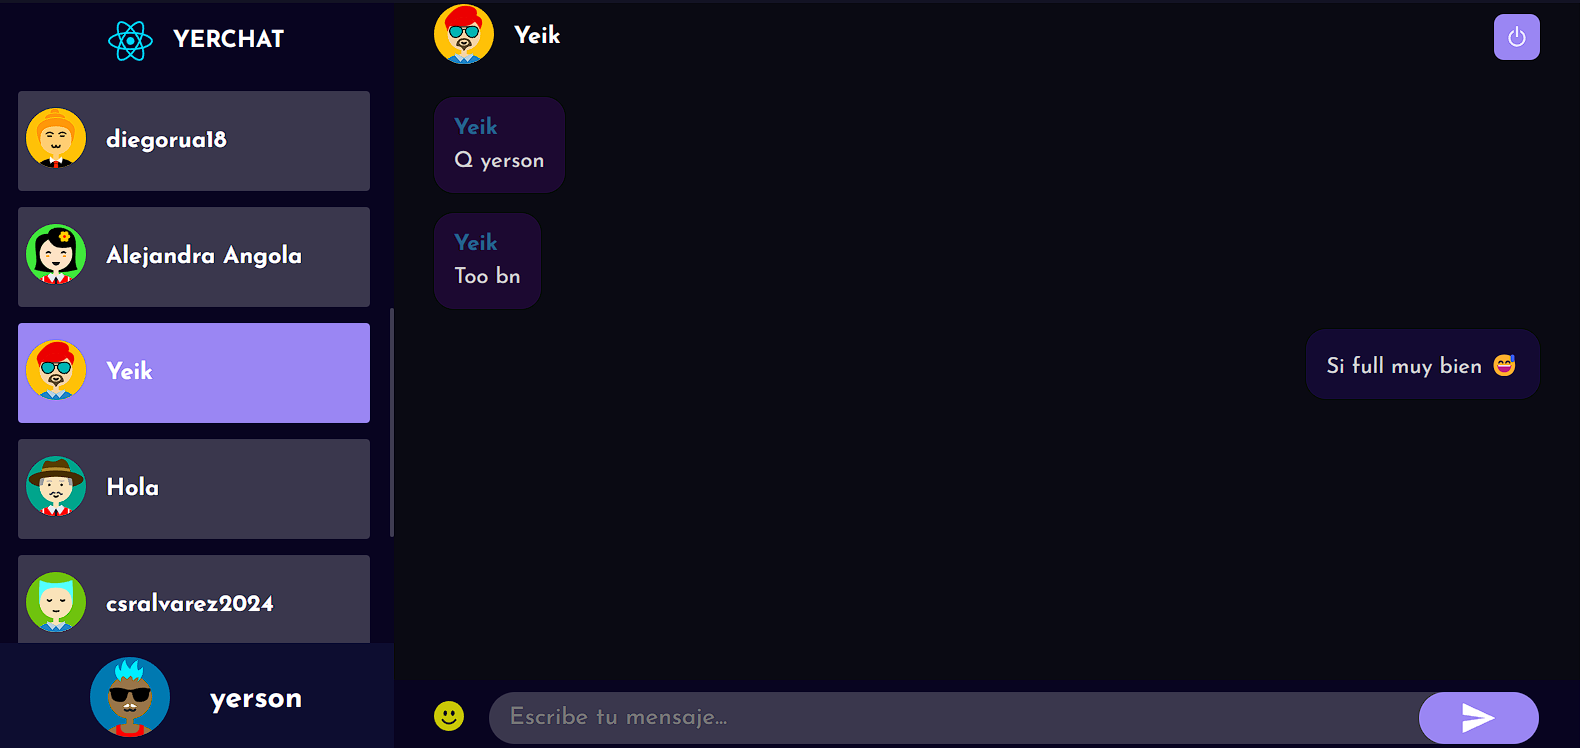 YERCHAT
diegorua18
Alejandra Angola
Yeik
Hola
csralvarez2024
yerson
Yeik
Yeik
Q yerson
Yeik
Too bn
Si full muy bien 😅
Escribe tu mensaje...